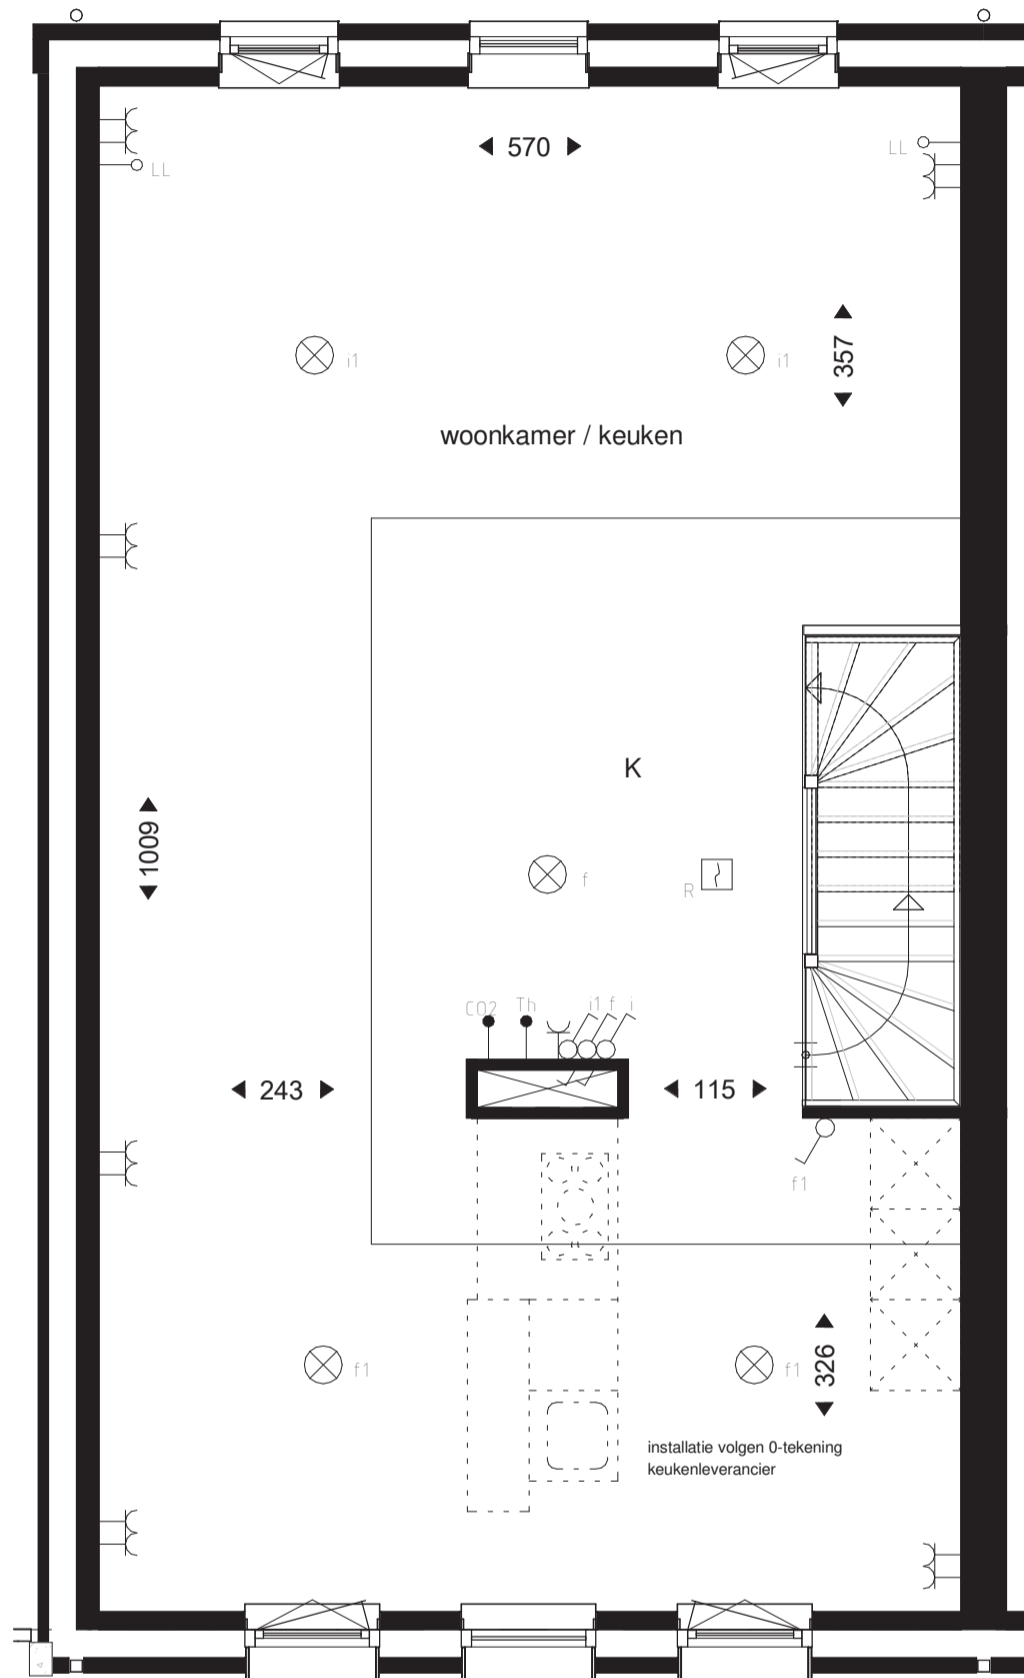 570
LL
LL
i1
i1
357
woonkamer / keuken
K
1009
f
R
CO2
Th
i1 f i
243
115
f1
f1
f1
326
installatie volgen 0-tekening
keukenleverancier